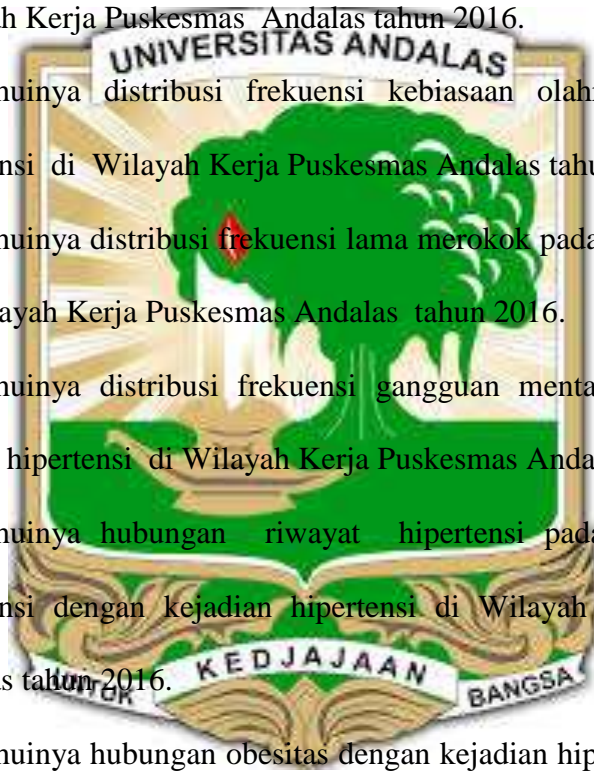 ah Kerja Puskesmas Andalas tahun 2016.
UNIVERSITAS ANDALAS
huinya distribusi frekuensi kebiasaan olah
nsi di Wilayah Kerja Puskesmas Andalas tahu
huinya distribusi frekuensi lama merokok pada
ayah Kerja Puskesmas Andalas tahun 2016.
huinya distribusi frekuensi gangguan menta
hipertensi di Wilayah Kerja Puskesmas Anda
huinya hubungan riwayat hipertensi pada
nsi dengan kejadian hipertensi di Wilayah
as tahun 2016.
UNTUK KEDJAJAAN BANGSA
huinya hubungan obesitas dengan kejadian hip